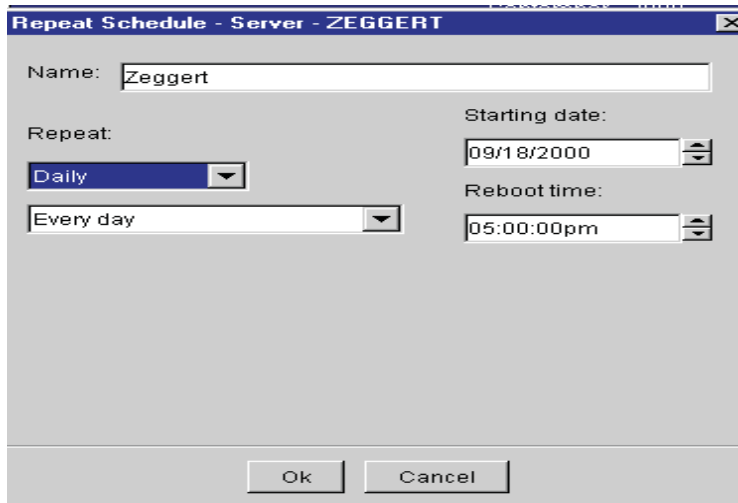 Repeat Schedule - Server - ZEGGERT
Name: Zeggert
Starting date:
Repeat:
09/18/2000
Daily
Reboot time:
Every day
05:00:00pm
Ok Cancel